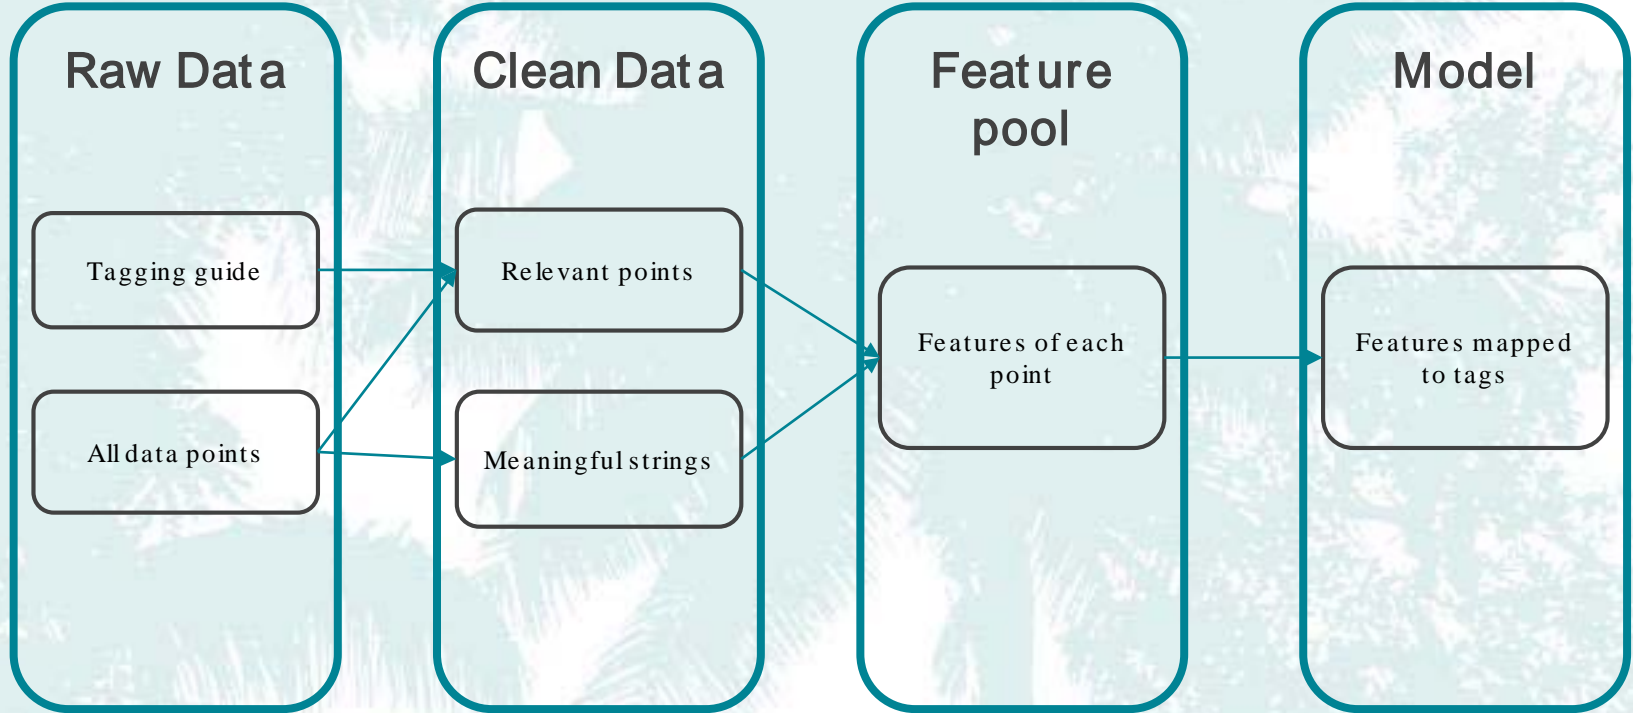 Raw Data
Clean Data
Feature
pool
Model
Tagging guide
Relevant points
Features of each
point
Features mapped
to tags
All data points
Meaningful strings